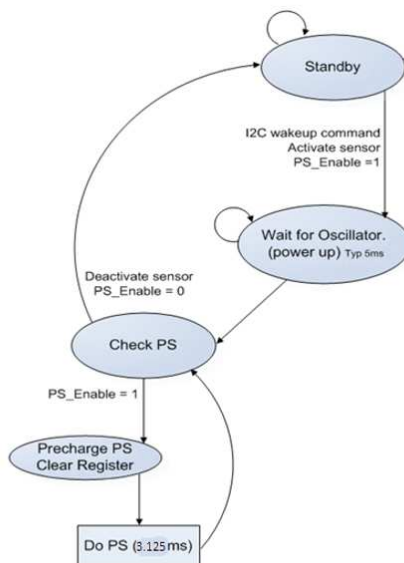 Standby
I2C wakeup command
Activate sensor
PS_Enable =1
Wait for Oscillator.
(power up) Typ 5ms
Deactivate sensor
PS_Enable = 0
Check PS
PS_Enable = 1
Precharge PS
Clear Register
Do PS (3.125ms)